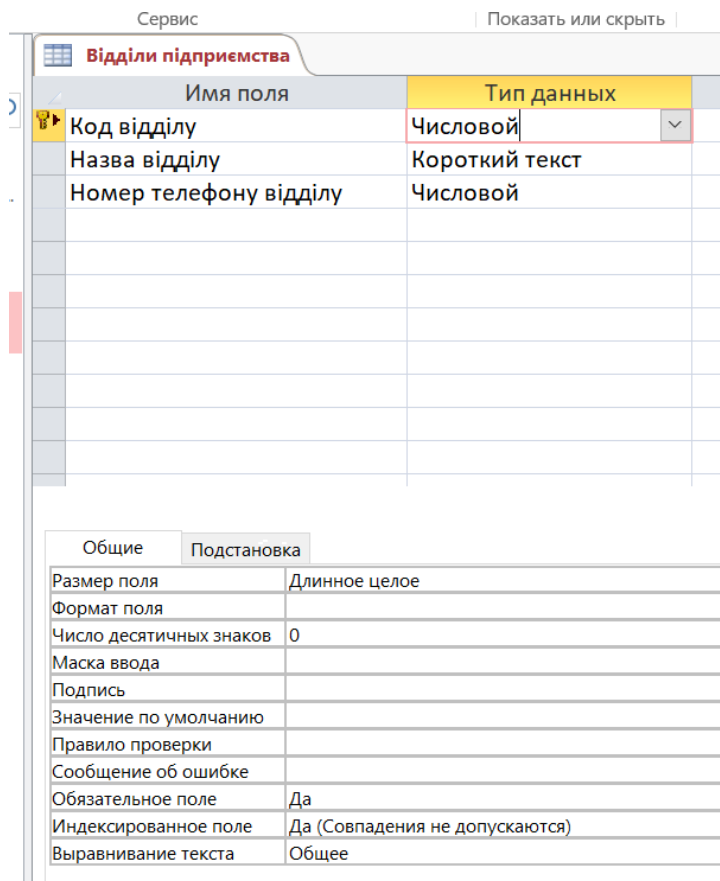 Сервис Показать или скрыть
Відділи підприємства
Имя поля Тип данных
Код відділу Числовой
Назва відділу Короткий текст
Номер телефону відділу Числовой
Общие Подстановка
Размер поля Длинное целое
Формат поля
Число десятичных знаков 0
Маска ввода
Подпись
Значение по умолчанию
Правило проверки
Сообщение об ошибке
Обязательное поле Да
Индексированное поле Да (Совпадения не допускаются)
Выравнивание текста Общее